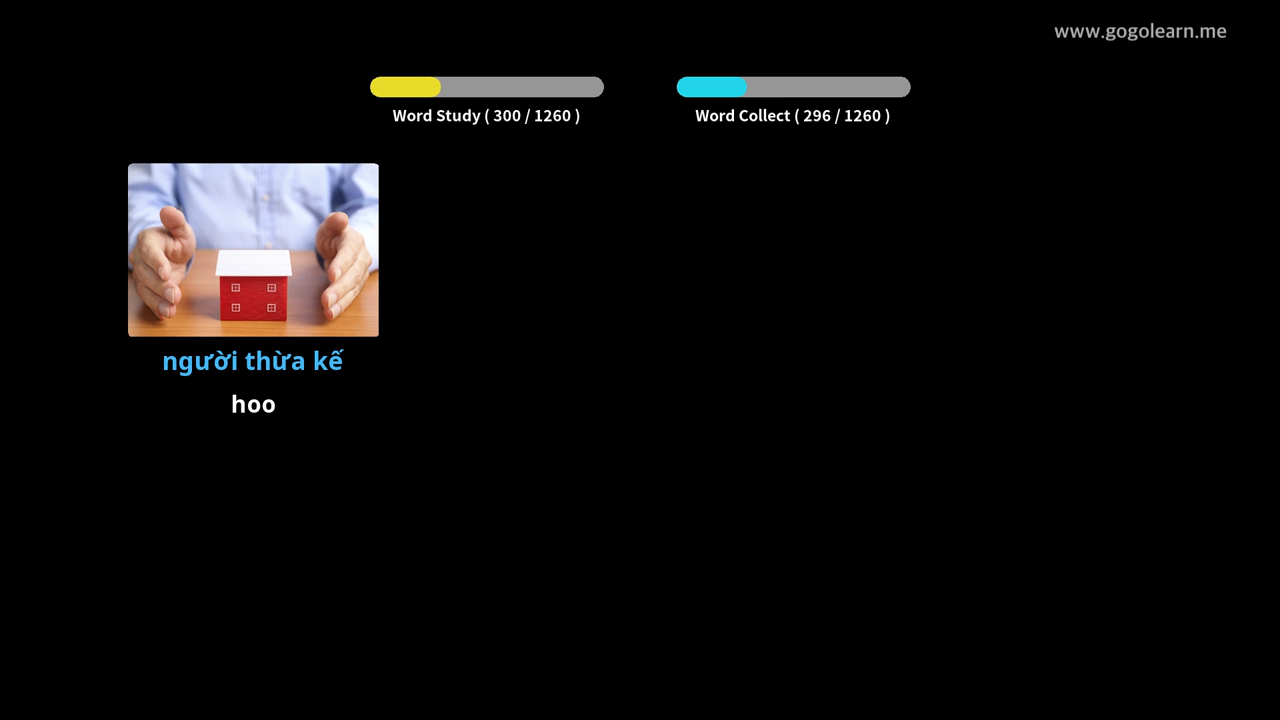 www.gogolearn.me
Word Study ( 300 / 1260 )
Word Collect ( 296 / 1260 )
người thừa kế
hoo